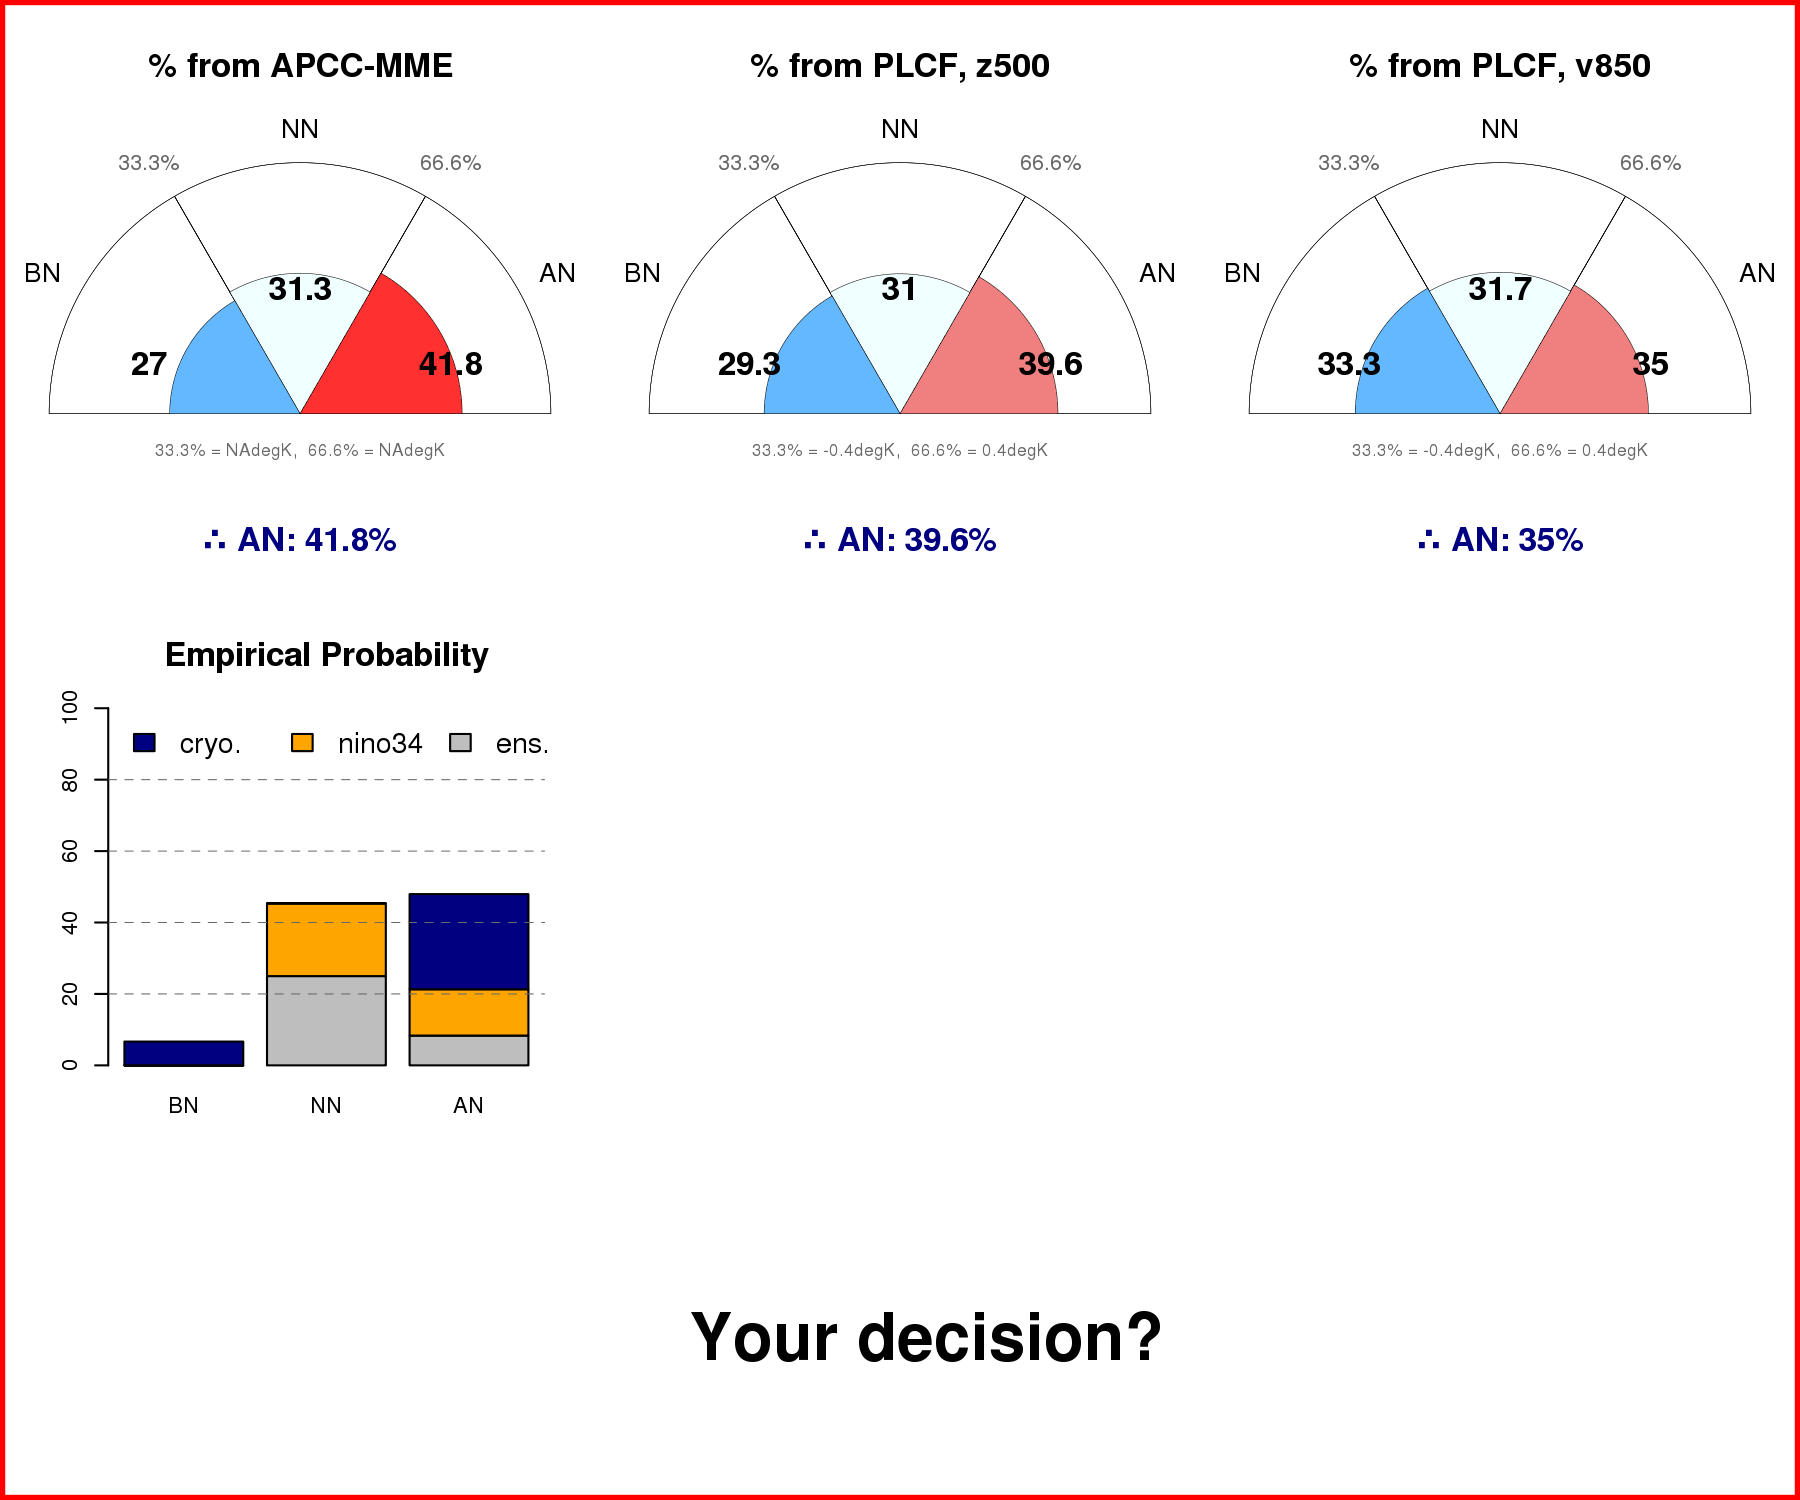 % from APCC-MME
NN
33.3%
66.6%
BN
AN
31.3
27
41.8
33.3% = NAdegK, 66.6% = NAdegK
∴ AN: 41.8%
% from PLCF, z500
NN
33.3%
66.6%
BN
AN
31
29.3
39.6
33.3% = -0.4degK, 66.6% = 0.4degK
∴ AN: 39.6%
% from PLCF, v850
NN
33.3%
66.6%
BN
AN
31.7
33.3
35
33.3% = -0.4degK, 66.6% = 0.4degK
∴ AN: 35%
Empirical Probability
cryo. nino34 ens.
100
80
60
40
20
0
BN NN AN
Your decision?